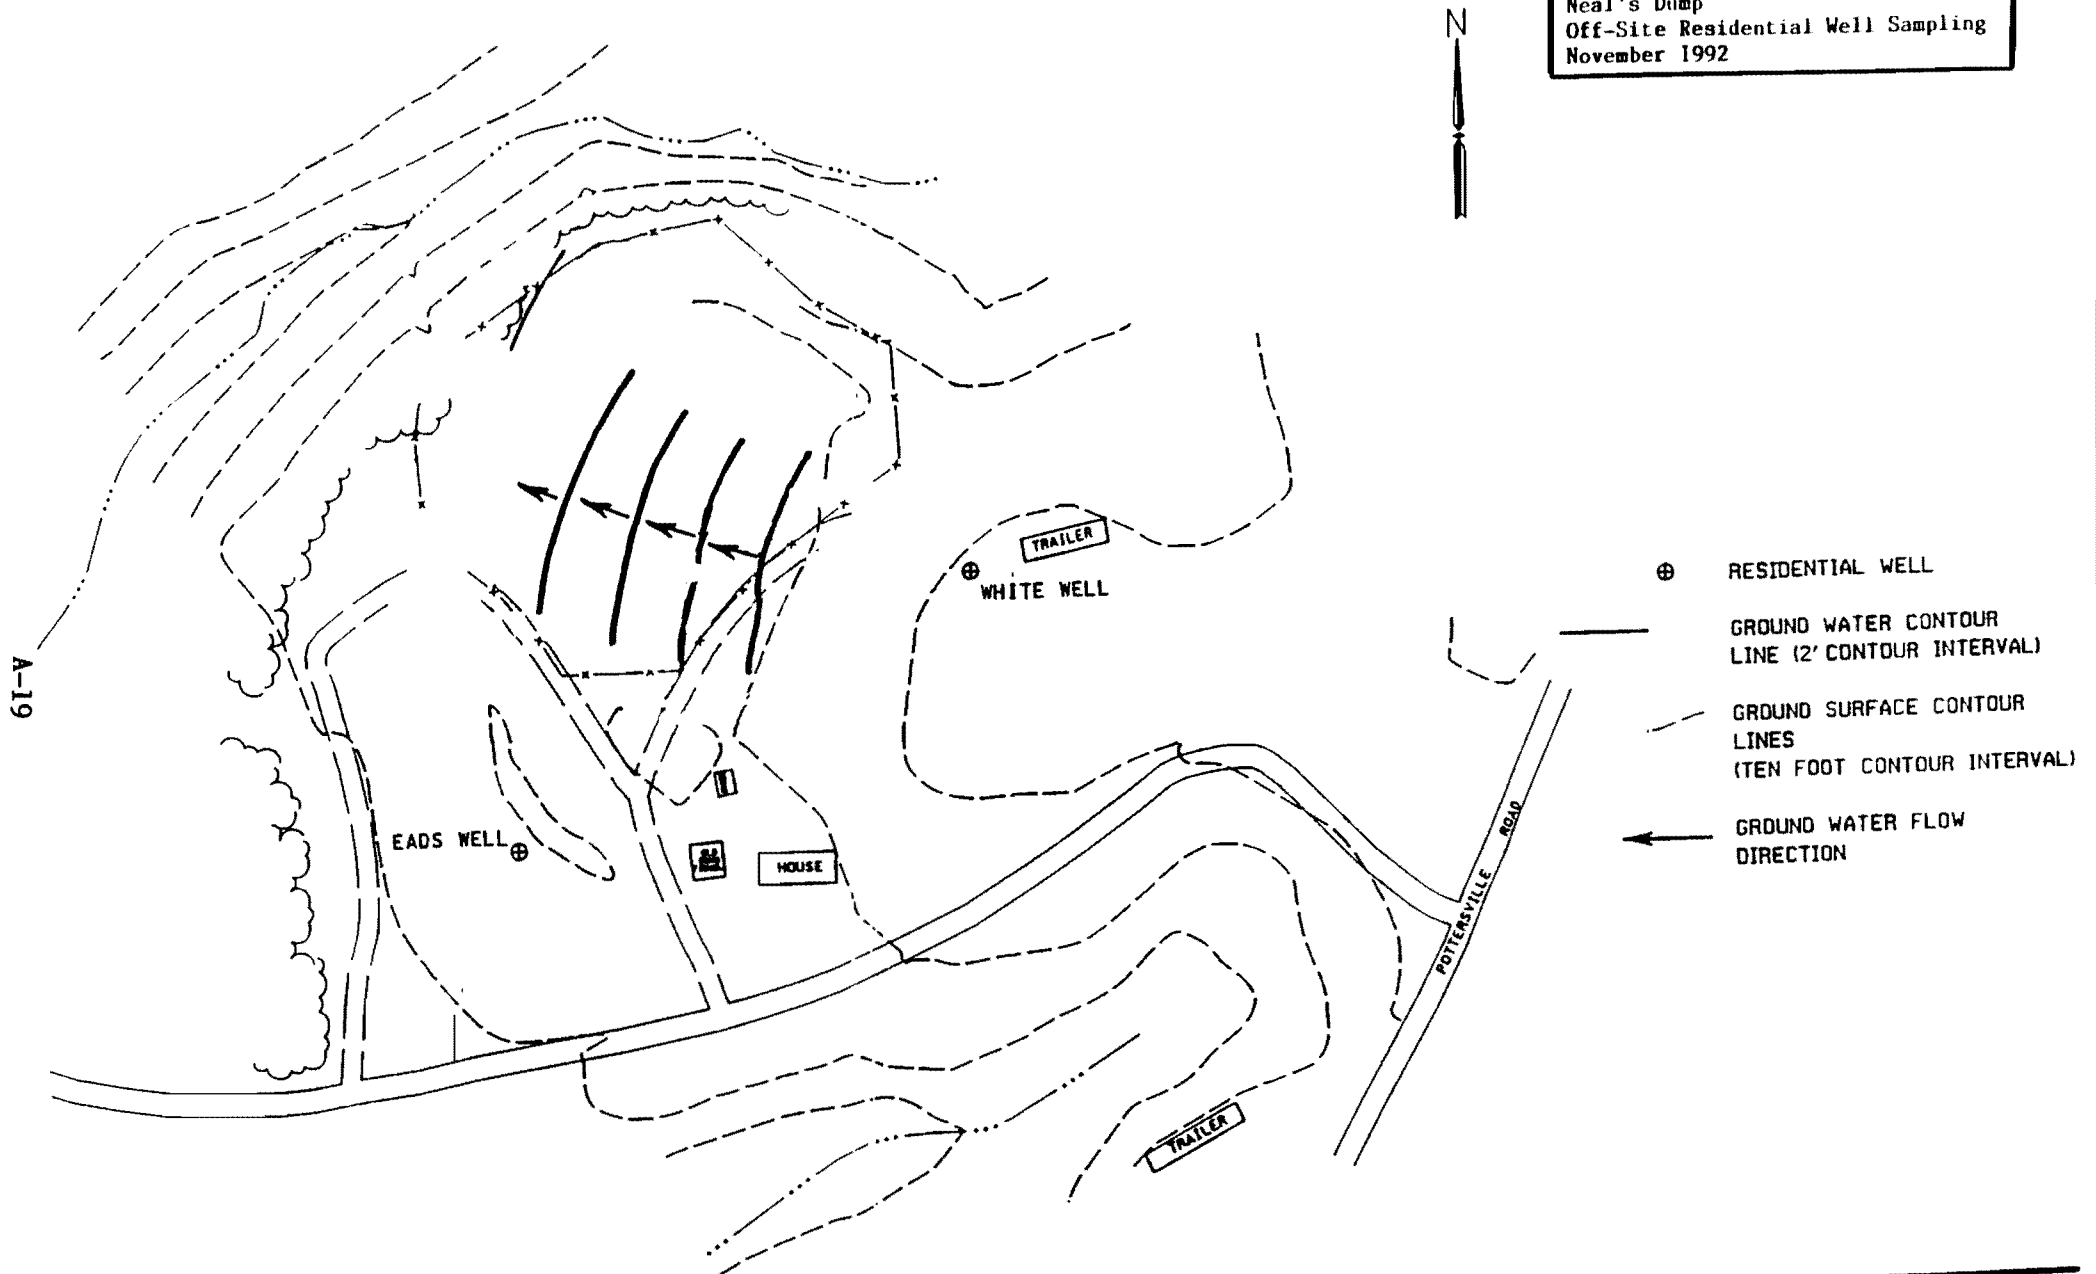 N
Neal's Dump
Off-Site Residential Well Sampling
November 1992
TRAILER
WHITE WELL
RESIDENTIAL WELL
GROUND WATER CONTOUR
LINE (2' CONTOUR INTERVAL)
A-19
GROUND SURFACE CONTOUR
LINES
(TEN FOOT CONTOUR INTERVAL)
EADS WELL
HOUSE
POTTERSVILLE ROAD
GROUND WATER FLOW
DIRECTION
TRAILER